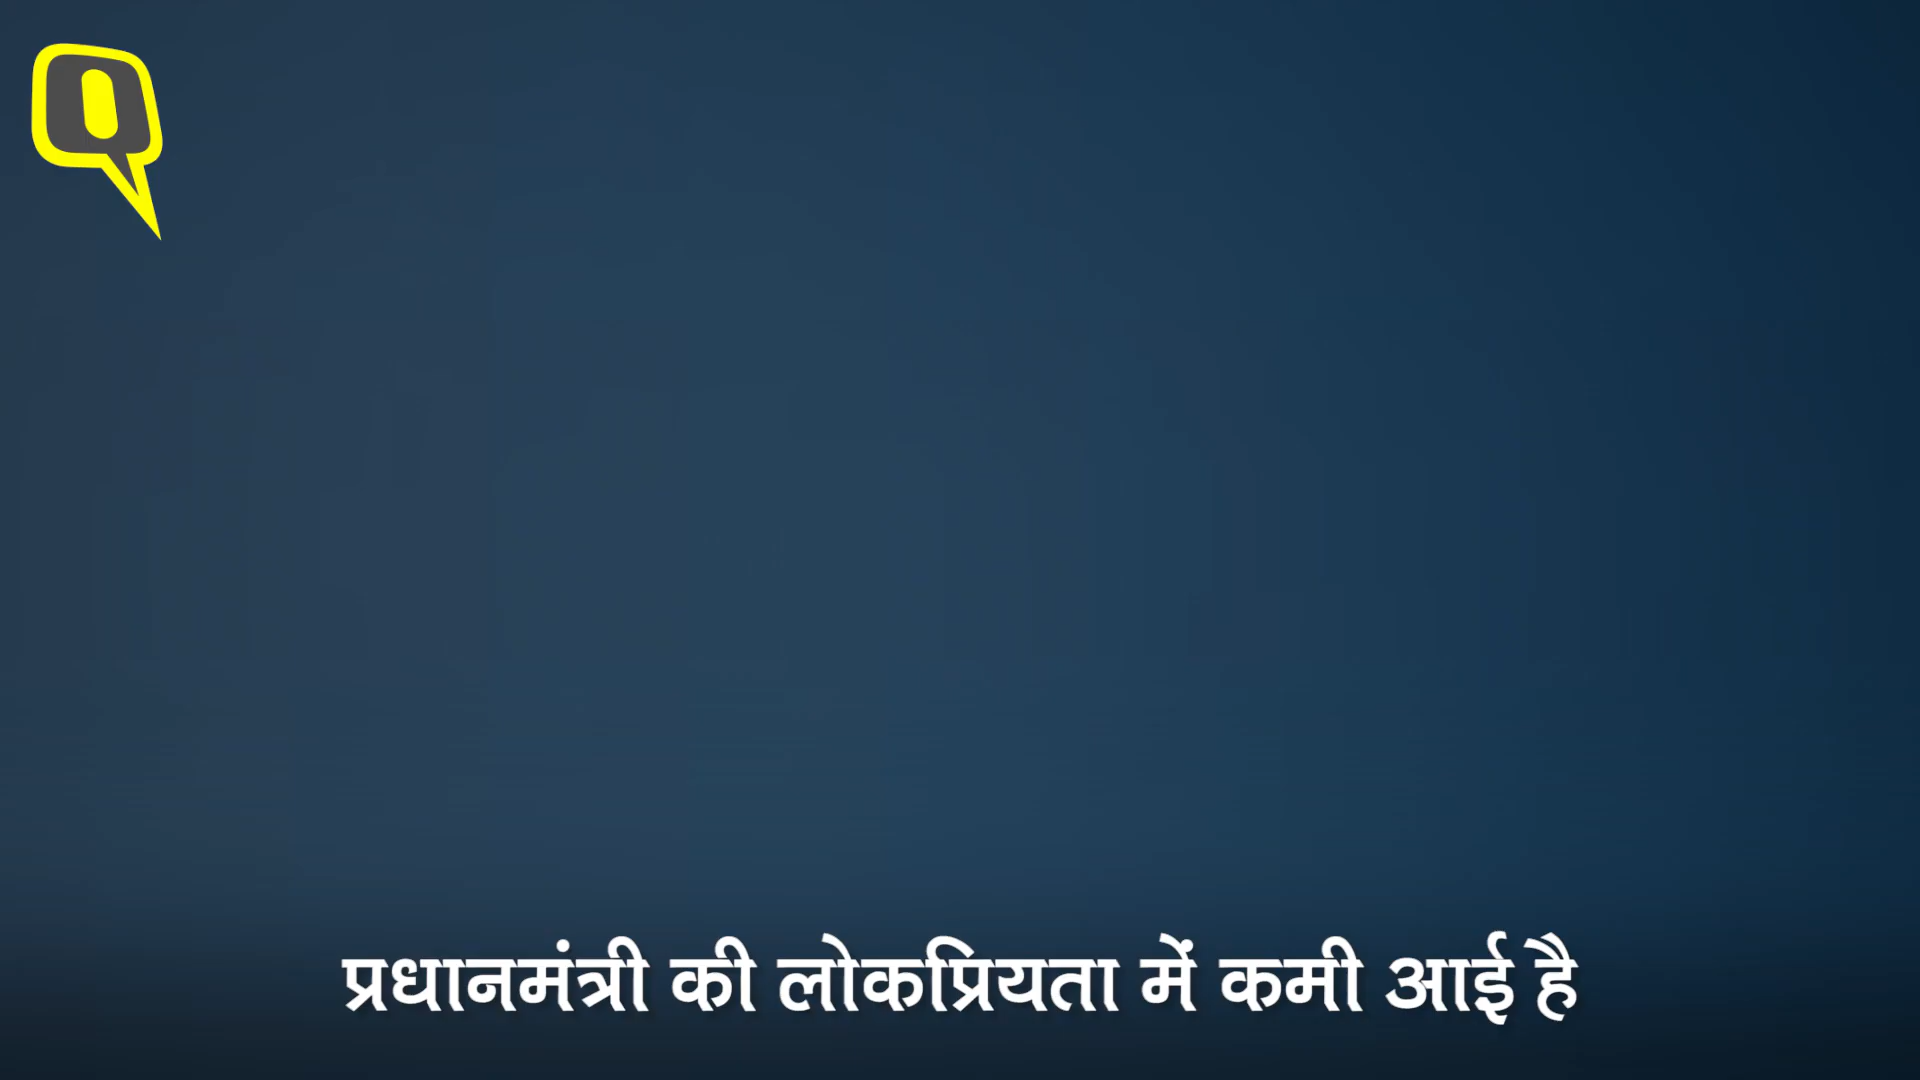 प्रधानमंत्री की लोकप्रियता में कमी आई है